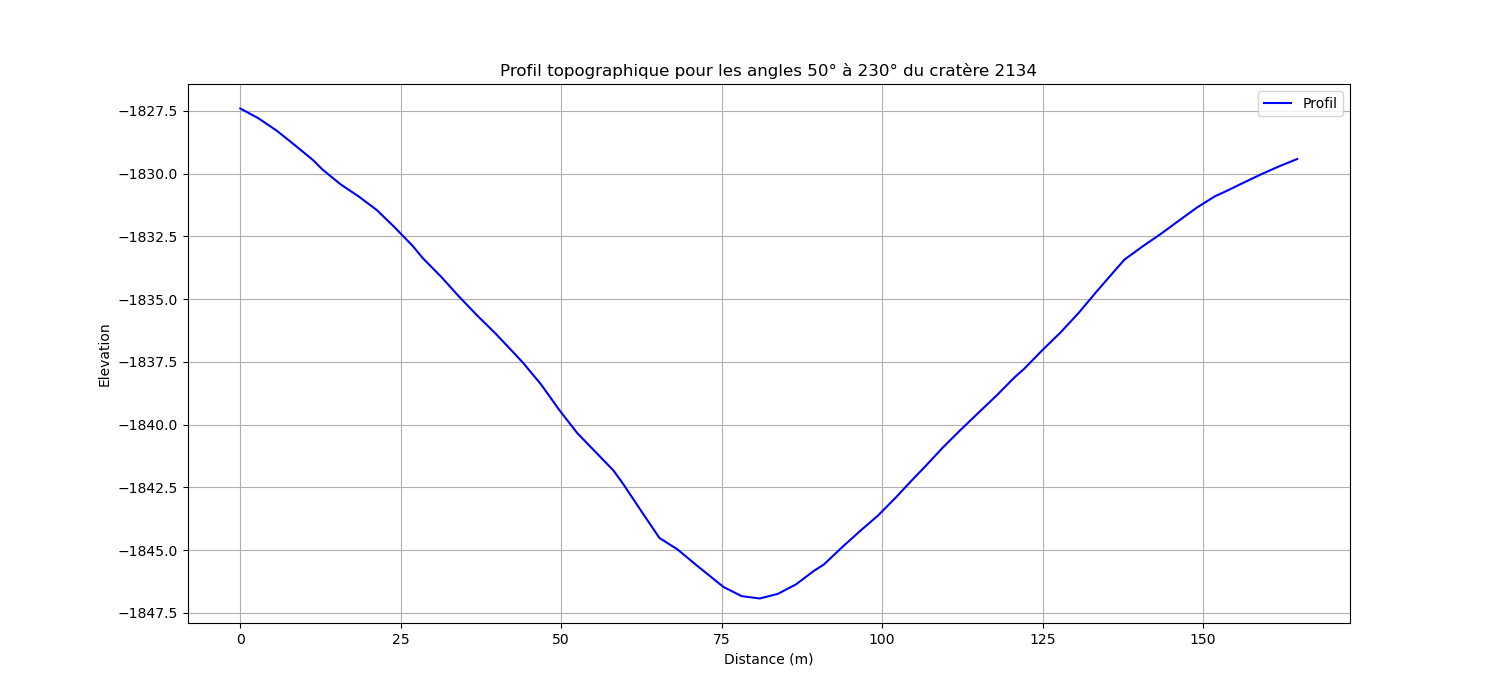 Profil topographique pour les angles 50° à 230° du cratère 2134
Profil
−1827.5
−1830.0
−1832.5
−1835.0
−1837.5
−1840.0
−1842.5
−1845.0
−1847.5
Elevation
0 25 50 75 100 125 150
Distance (m)